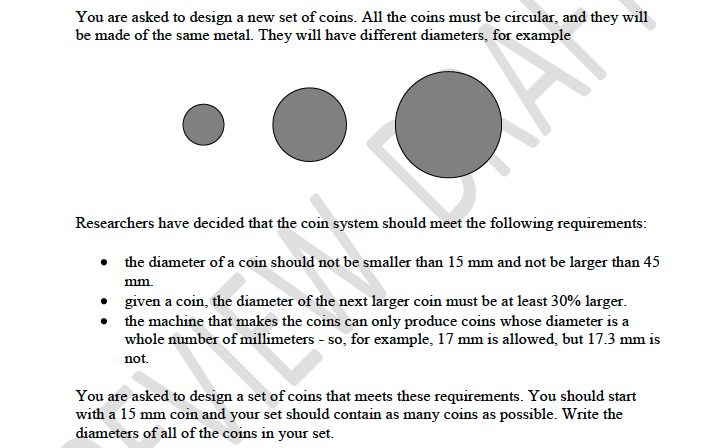 You are asked to design a new set of coins. All the coins must be circular, and they will
be made of the same metal. They will have different diameters, for example
Researchers have decided that the coin system should meet the following requirements:
• the diameter of a coin should not be smaller than 15 mm and not be larger than 45
mm.
• given a coin, the diameter of the next larger coin must be at least 30% larger.
• the machine that makes the coins can only produce coins whose diameter is a
whole number of millimeters - so, for example, 17 mm is allowed, but 17.3 mm is
not.
You are asked to design a set of coins that meets these requirements. You should start
with a 15 mm coin and your set should contain as many coins as possible. Write the
diameters of all of the coins in your set.